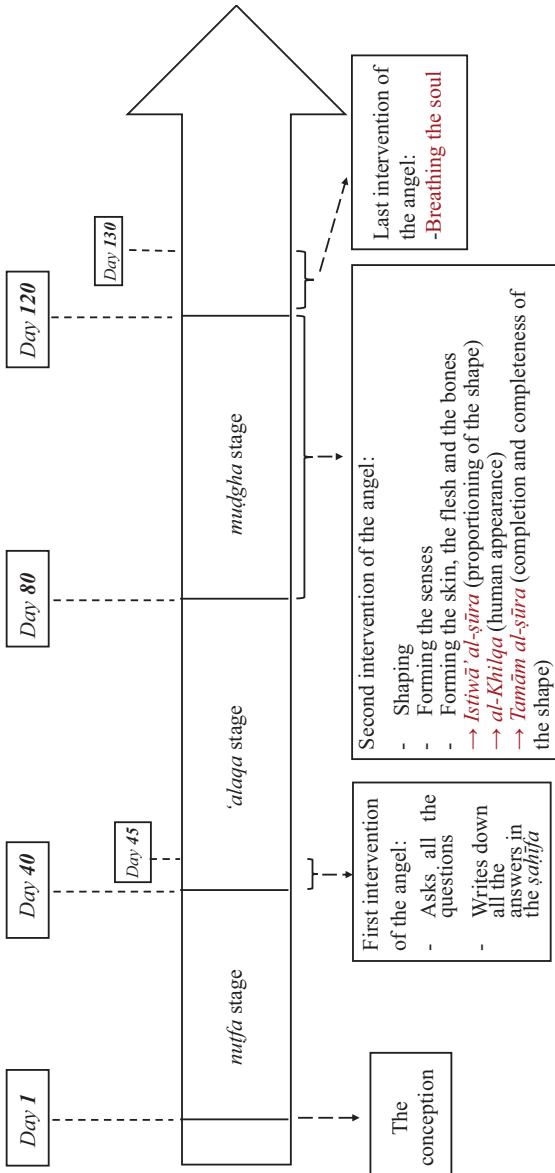 Day 1
Day 40
Day 80
Day 120
Day 45
Day 130
nutfa stage
ʿalaqa stage
muḍgha stage
The
conception
First intervention
of the angel:
- Asks all the
questions
- Writes down
all the
answers in
the ṣaḥīfa
Second intervention of the angel:
- Shaping
- Forming the senses
- Forming the skin, the flesh and the bones
→ Istiwāʾ al-ṣūra (proportioning of the shape)
→ al-Khilqa (human appearance)
→ Tamām al-ṣūra (completion and completeness of
the shape)
Last intervention of
the angel:
-Breathing the soul